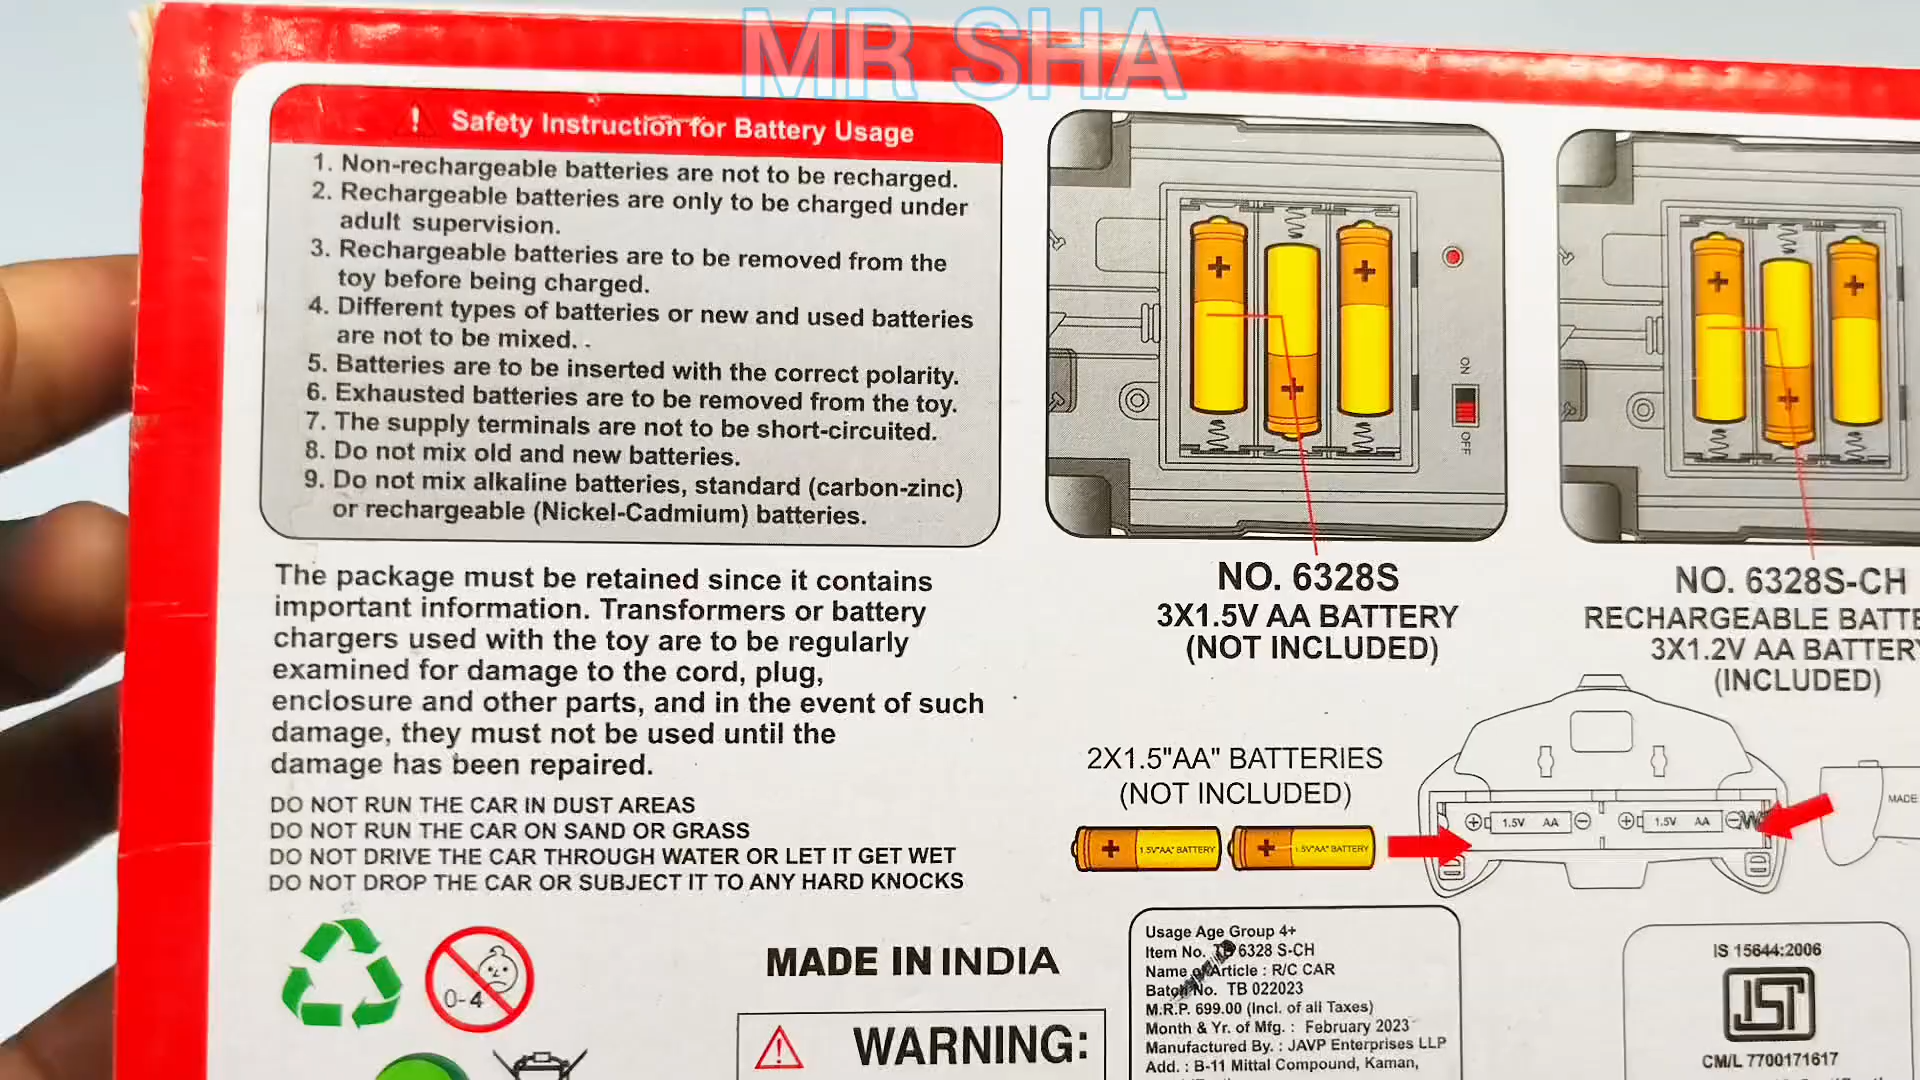 MR SHA
! Safety Instruction for Battery Usage
1. Non-rechargeable batteries are not to be recharged.
2. Rechargeable batteries are only to be charged under
adult supervision.
3. Rechargeable batteries are to be removed from the
toy before being charged.
4. Different types of batteries or new and used batteries
are not to be mixed. .
5. Batteries are to be inserted with the correct polarity.
6. Exhausted batteries are to be removed from the toy.
7. The supply terminals are not to be short-circuited.
8. Do not mix old and new batteries.
9. Do not mix alkaline batteries, standard (carbon-zinc)
or rechargeable (Nickel-Cadmium) batteries.
The package must be retained since it contains
important information. Transformers or battery
chargers used with the toy are to be regularly
examined for damage to the cord, plug,
enclosure and other parts, and in the event of such
damage, they must not be used until the
damage has been repaired.
DO NOT RUN THE CAR IN DUST AREAS
DO NOT RUN THE CAR ON SAND OR GRASS
DO NOT DRIVE THE CAR THROUGH WATER OR LET IT GET WET
DO NOT DROP THE CAR OR SUBJECT IT TO ANY HARD KNOCKS
0-4
MADE IN INDIA
! WARNING:
+ + +
ON
OFF
NO. 6328S
3X1.5V AA BATTERY
(NOT INCLUDED)
+ + +
NO. 6328S-CH
RECHARGEABLE BATTE
3X1.2V AA BATTERY
(INCLUDED)
2X1.5"AA" BATTERIES
(NOT INCLUDED)
+ 1.5V"AA" BATTERY + 1.5V"AA" BATTERY
+ 1.5V AA - + 1.5V AA -
MADE
Usage Age Group 4+
Item No. 6328 S-CH
Name of Article : R/C CAR
Batch No. TB 022023
M.R.P. 699.00 (Incl. of all Taxes)
Month & Yr. of Mfg. : February 2023
Manufactured By. : JAVP Enterprises LLP
Add. : B-11 Mittal Compound, Kaman,
IS 15644:2006
ISI
CM/L 7700171617